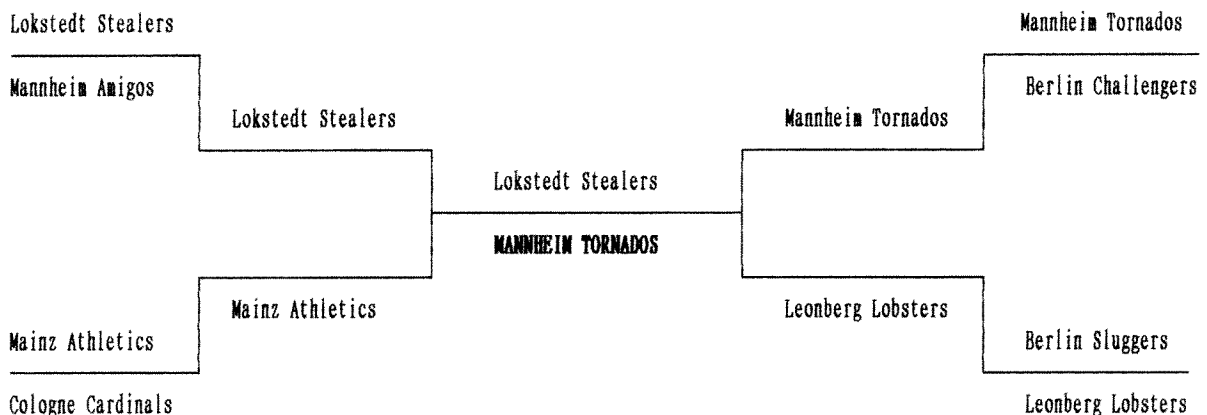 Lokstedt Stealers
Mannheim Tornados
Mannheim Amigos
Berlin Challengers
Lokstedt Stealers
Mannheim Tornados
Lokstedt Stealers
MANNHEIM TORNADOS
Mainz Athletics
Leonberg Lobsters
Mainz Athletics
Berlin Sluggers
Cologne Cardinals
Leonberg Lobsters